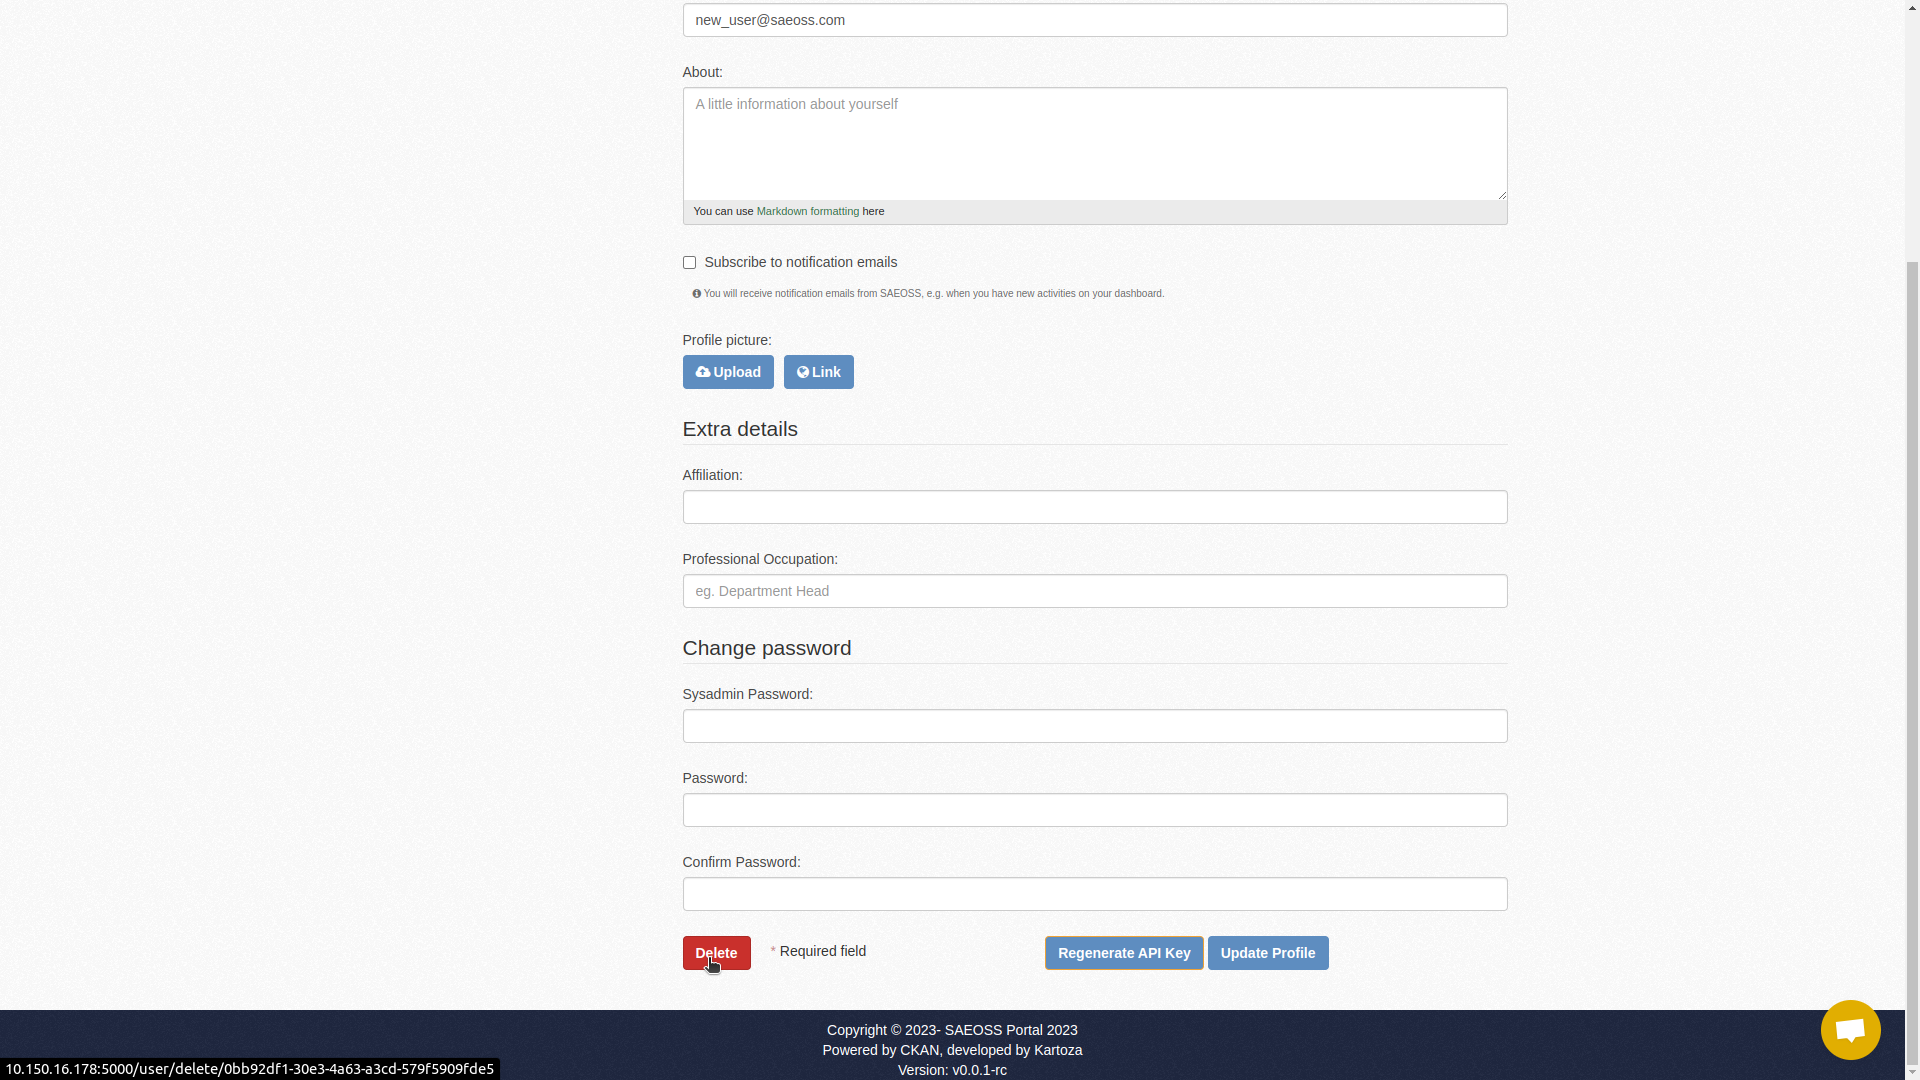 new_user@saeoss.com
About:
A little information about yourself
You can use Markdown formatting here
Subscribe to notification emails
You will receive notification emails from SAEOSS, e.g. when you have new activities on your dashboard.
Profile picture:
Upload Link
Extra details
Affiliation:
Professional Occupation:
eg. Department Head
Change password
Sysadmin Password:
Password:
Confirm Password:
Delete * Required field Regenerate API Key Update Profile
Copyright © 2023- SAEOSS Portal 2023
Powered by CKAN, developed by Kartoza
Version: v0.0.1-rc
10.150.16.178:5000/user/delete/0bb92df1-30e3-4a63-a3cd-579f5909fde5